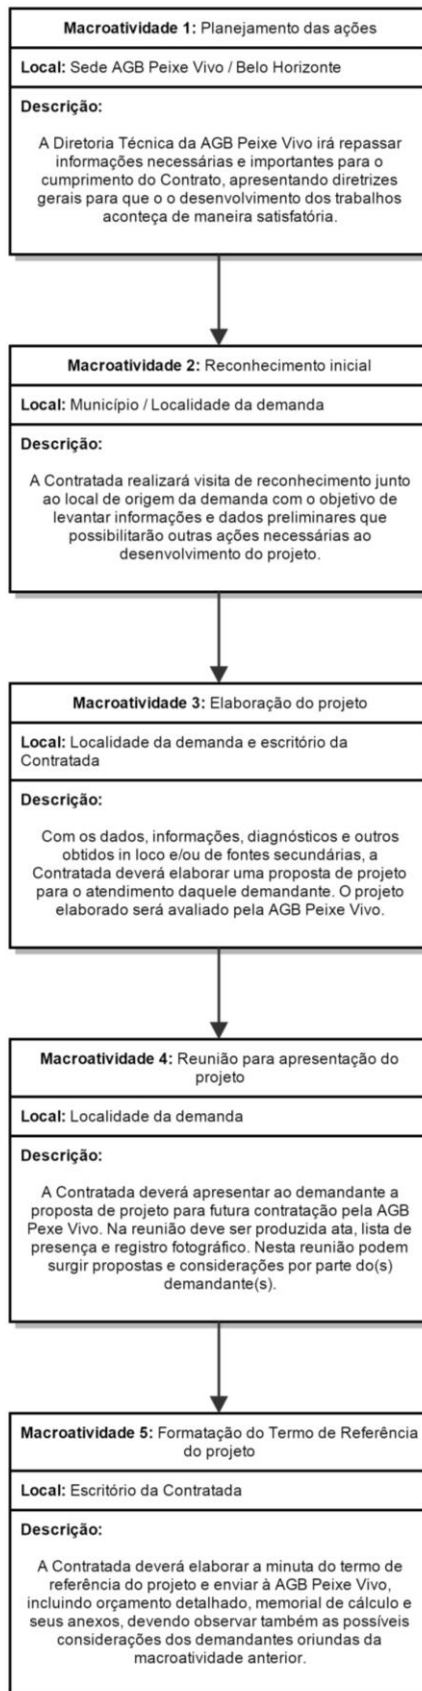 Macroatividade 1: Planejamento das ações
Local: Sede AGB Peixe Vivo / Belo Horizonte
Descrição:
A Diretoria Técnica da AGB Peixe Vivo irá repassar
informações necessárias e importantes para o
cumprimento do Contrato, apresentando diretrizes
gerais para que o o desenvolvimento dos trabalhos
aconteça de maneira satisfatória.
Macroatividade 2: Reconhecimento inicial
Local: Município / Localidade da demanda
Descrição:
A Contratada realizará visita de reconhecimento junto
ao local de origem da demanda com o objetivo de
levantar informações e dados preliminares que
possibilitarão outras ações necessárias ao
desenvolvimento do projeto.
Macroatividade 3: Elaboração do projeto
Local: Localidade da demanda e escritório da
Contratada
Descrição:
Com os dados, informações, diagnósticos e outros
obtidos in loco e/ou de fontes secundárias, a
Contratada deverá elaborar uma proposta de projeto
para o atendimento daquele demandante. O projeto
elaborado será avaliado pela AGB Peixe Vivo.
Macroatividade 4: Reunião para apresentação do
projeto
Local: Localidade da demanda
Descrição:
A Contratada deverá apresentar ao demandante a
proposta de projeto para futura contratação pela AGB
Pexe Vivo. Na reunião deve ser produzida ata, lista de
presença e registro fotográfico. Nesta reunião podem
surgir propostas e considerações por parte do(s)
demandante(s).
Macroatividade 5: Formatação do Termo de Referência
do projeto
Local: Escritório da Contratada
Descrição:
A Contratada deverá elaborar a minuta do termo de
referência do projeto e enviar à AGB Peixe Vivo,
incluindo orçamento detalhado, memorial de cálculo e
seus anexos, devendo observar também as possíveis
considerações dos demandantes oriundas da
macroatividade anterior.